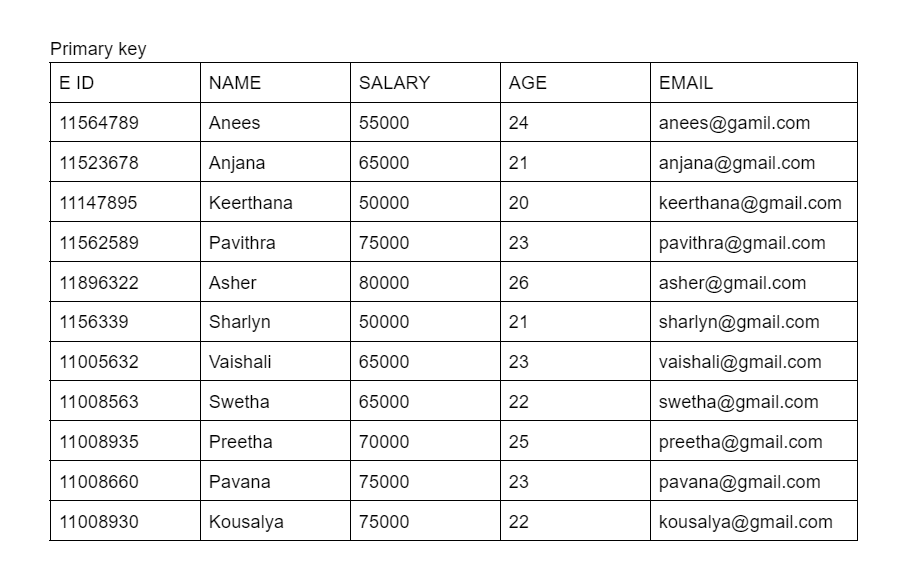 Primary key
E ID NAME SALARY AGE EMAIL
11564789 Anees 55000 24 anees@gamil.com
11523678 Anjana 65000 21 anjana@gmail.com
11147895 Keerthana 50000 20 keerthana@gmail.com
11562589 Pavithra 75000 23 pavithra@gmail.com
11896322 Asher 80000 26 asher@gmail.com
1156339 Sharlyn 50000 21 sharlyn@gmail.com
11005632 Vaishali 65000 23 vaishali@gmail.com
11008563 Swetha 65000 22 swetha@gmail.com
11008935 Preetha 70000 25 preetha@gmail.com
11008660 Pavana 75000 23 pavana@gmail.com
11008930 Kousalya 75000 22 kousalya@gmail.com